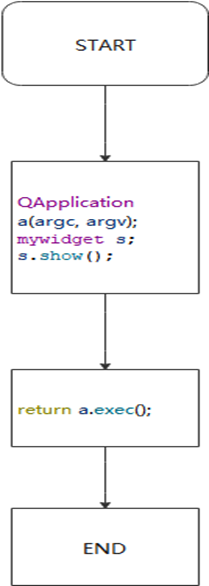 START
QApplication
a(argc, argv);
mywidget s;
s.show();
return a.exec();
END